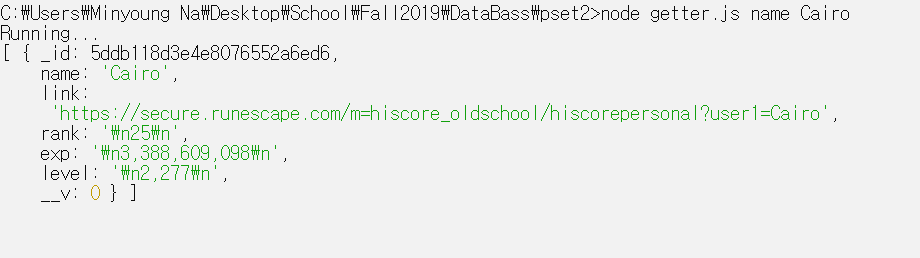 C:₩Users₩Minyoung Na₩Desktop₩School₩Fall2019₩DataBass₩pset2>node getter.js name Cairo
Running...
[ { _id: 5ddb118d3e4e8076552a6ed6,
name: 'Cairo',
link:
'https://secure.runescape.com/m=hiscore_oldschool/hiscorepersonal?user1=Cairo',
rank: '₩n25₩n',
exp: '₩n3,388,609,098₩n',
level: '₩n2,277₩n',
__v: 0 } ]